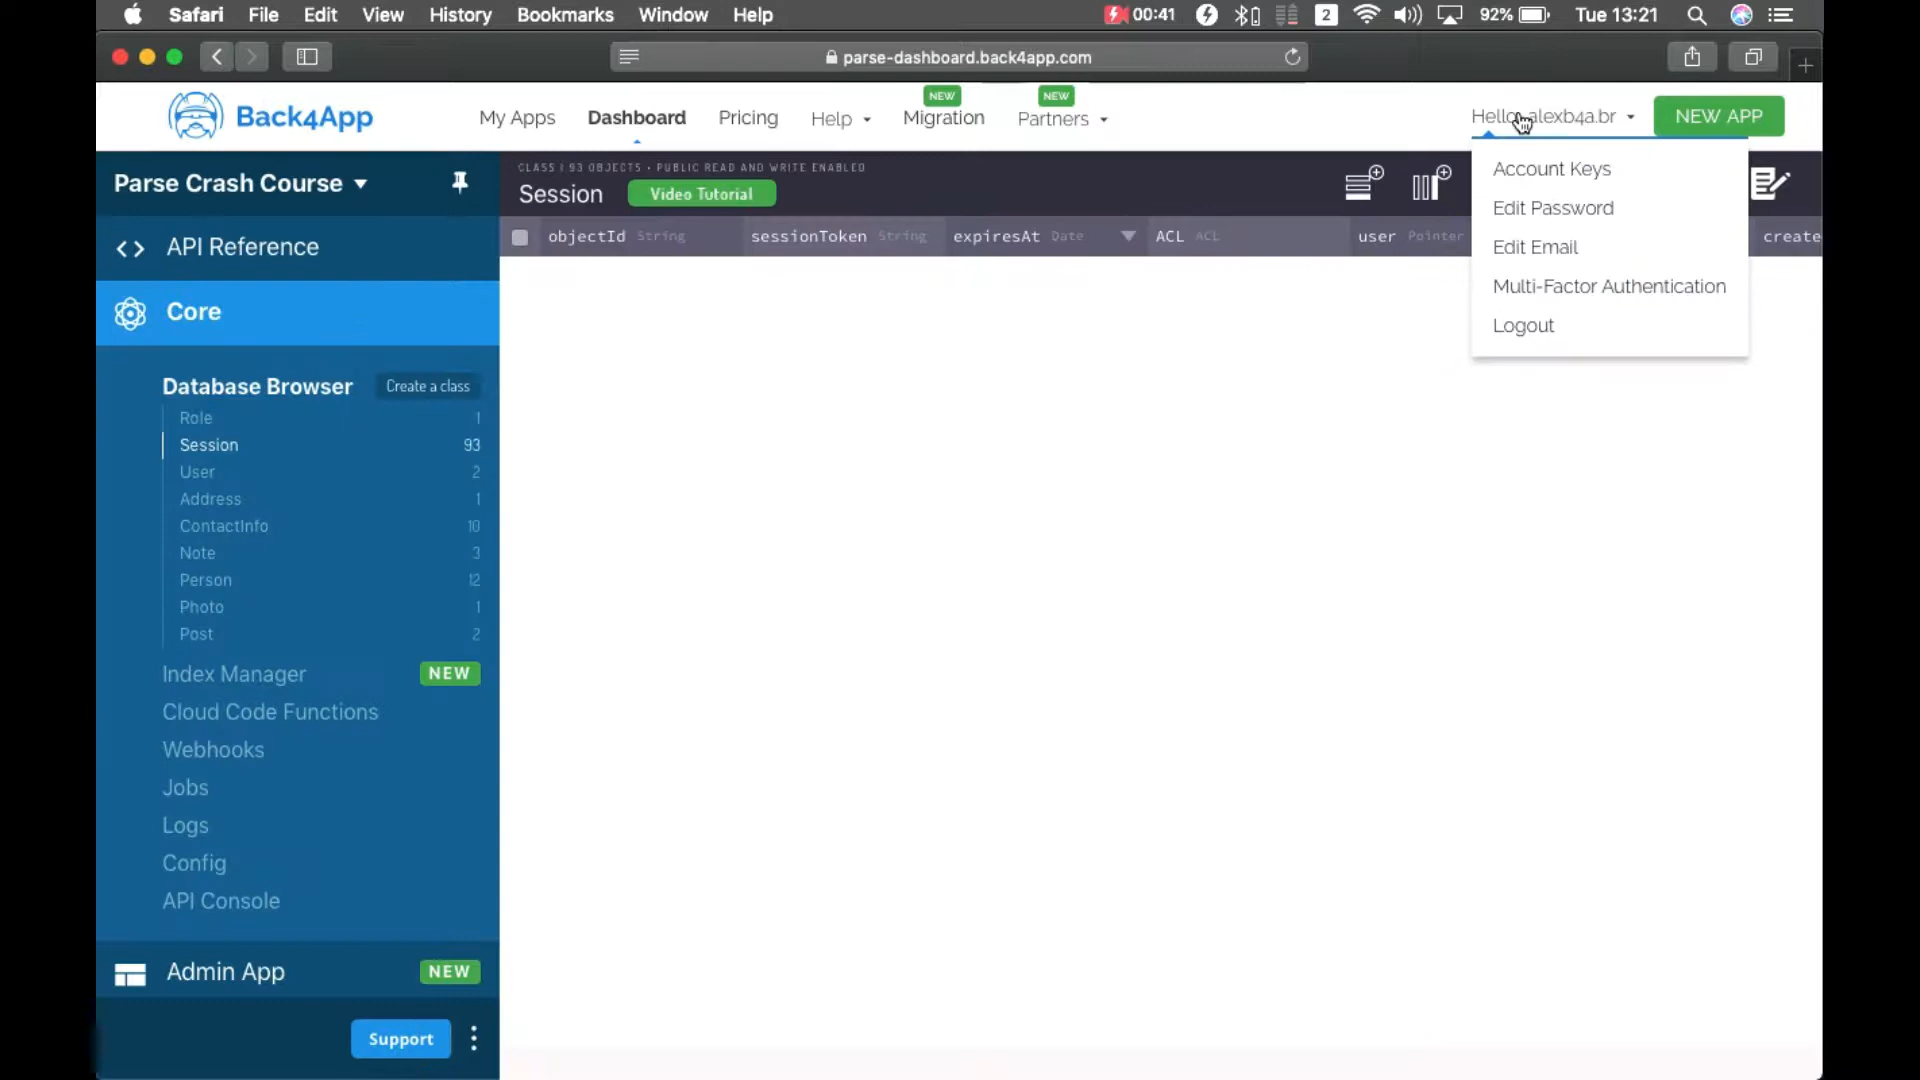 Safari File Edit View History Bookmarks Window Help 00:41 2 92% Tue 13:21
parse-dashboard.back4app.com
Back4App My Apps Dashboard Pricing Help NEW Migration NEW Partners Hello, alexb4a.br NEW APP
Parse Crash Course
CLASS | 93 OBJECTS • PUBLIC READ AND WRITE ENABLED
Session Video Tutorial
objectId String sessionToken String expiresAt Date ACL ACL user Pointer create
Account Keys
Edit Password
Edit Email
Multi-Factor Authentication
Logout
API Reference
Core
Database Browser Create a class
Role 1
Session 93
User 2
Address 1
ContactInfo 10
Note 3
Person 12
Photo 1
Post 2
Index Manager NEW
Cloud Code Functions
Webhooks
Jobs
Logs
Config
API Console
Admin App NEW
Support